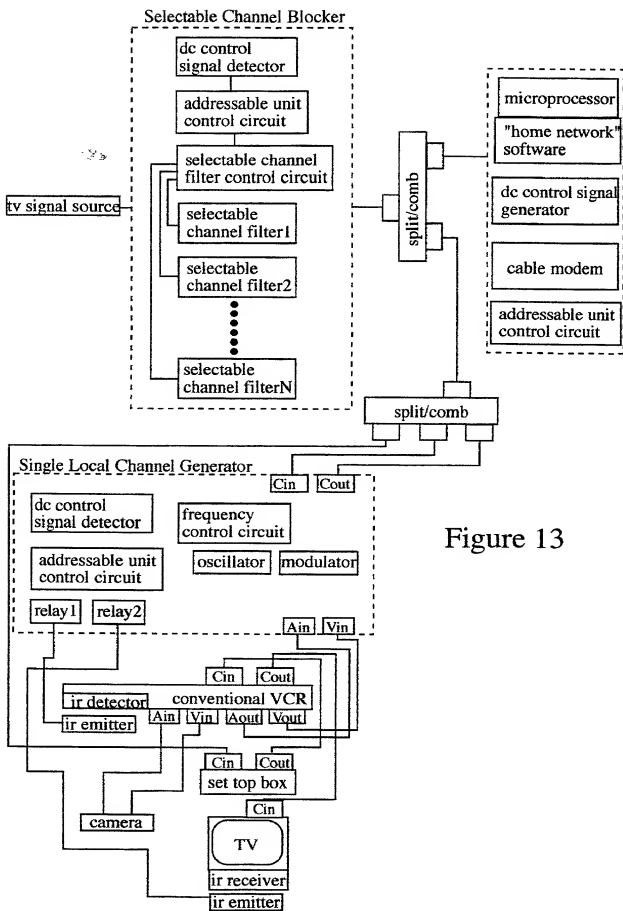 Selectable Channel Blocker
dc control
signal detector
addressable unit
control circuit
selectable channel
filter control circuit
tv signal source
selectable
channel filter1
selectable
channel filter2
selectable
channel filterN
split/comb
microprocessor
"home network"
software
dc control signal
generator
cable modem
addressable unit
control circuit
split/comb
Single Local Channel Generator
Cin
Cout
dc control
signal detector
frequency
control circuit
addressable unit
control circuit
oscillator
modulator
relay1
relay2
Ain
Vin
Figure 13
Cin
Cout
ir detector
conventional VCR
ir emitter
Ain
Vin
Aout
Vout
Cin
Cout
set top box
camera
Cin
TV
ir receiver
ir emitter